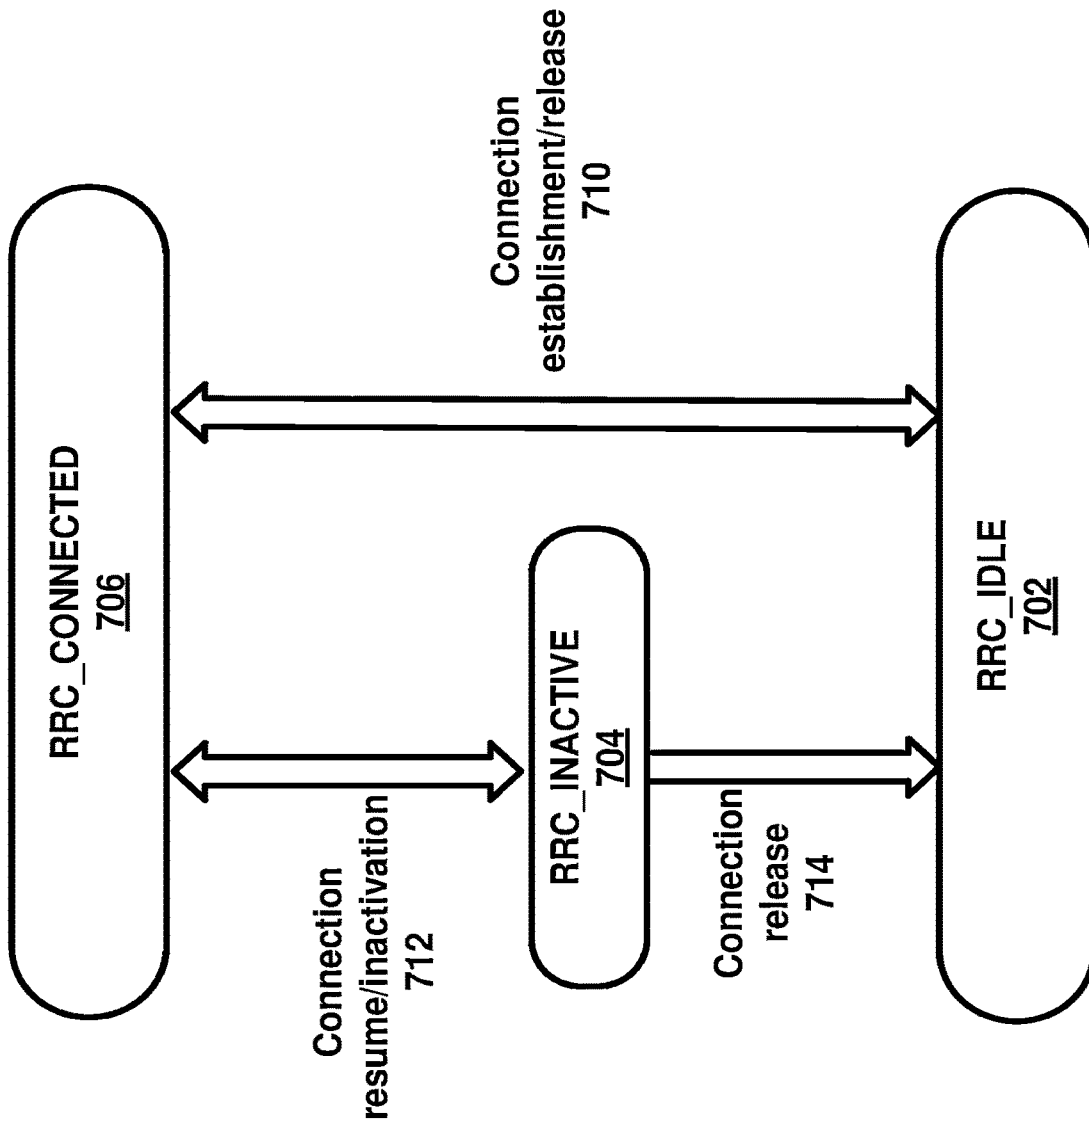 RRC_CONNECTED
706
Connection
resume/inactivation
712
Connection
establishment/release
710
RRC_INACTIVE
704
Connection
release
714
RRC_IDLE
702